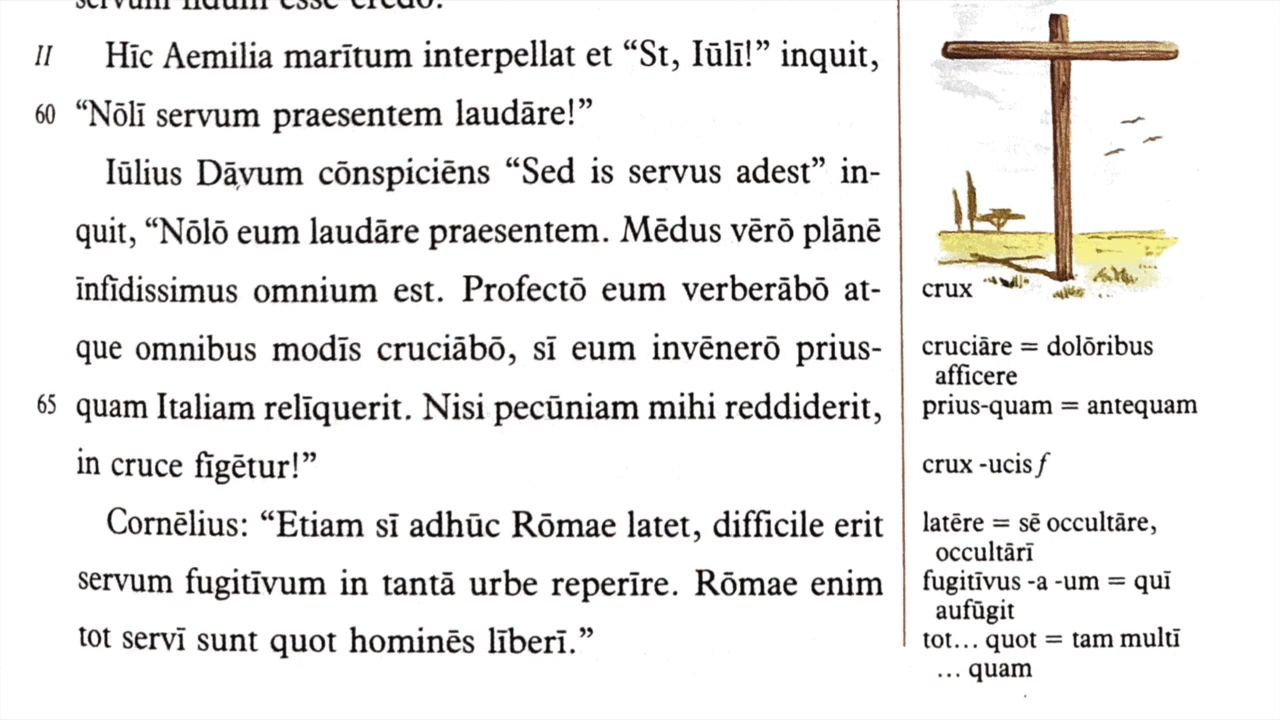 servum fīdum esse crēdō.
II Hīc Aemilia marītum interpellat et “St, Iūlī!” inquit,
60 “Nōlī servum praesentem laudāre!”
Iūlius Dāvum cōnspiciēns “Sed is servus adest” in-
quit, “Nōlō eum laudāre praesentem. Mēdus vērō plānē
īnfīdissimus omnium est. Profectō eum verberābō at-
que omnibus modīs cruciābō, sī eum invēnerō prius-
65 quam Italiam relīquerit. Nisi pecūniam mihi reddiderit,
in cruce fīgētur!”
Cornēlius: “Etiam sī adhūc Rōmae latet, difficile erit
servum fugitīvum in tantā urbe reperīre. Rōmae enim
tot servī sunt quot hominēs līberī.”
crux
cruciāre = dolōribus
afficere
prius-quam = antequam
crux -ucis f
latēre = sē occultāre,
occultārī
fugitīvus -a -um = quī
aufūgit
tot… quot = tam multī
… quam